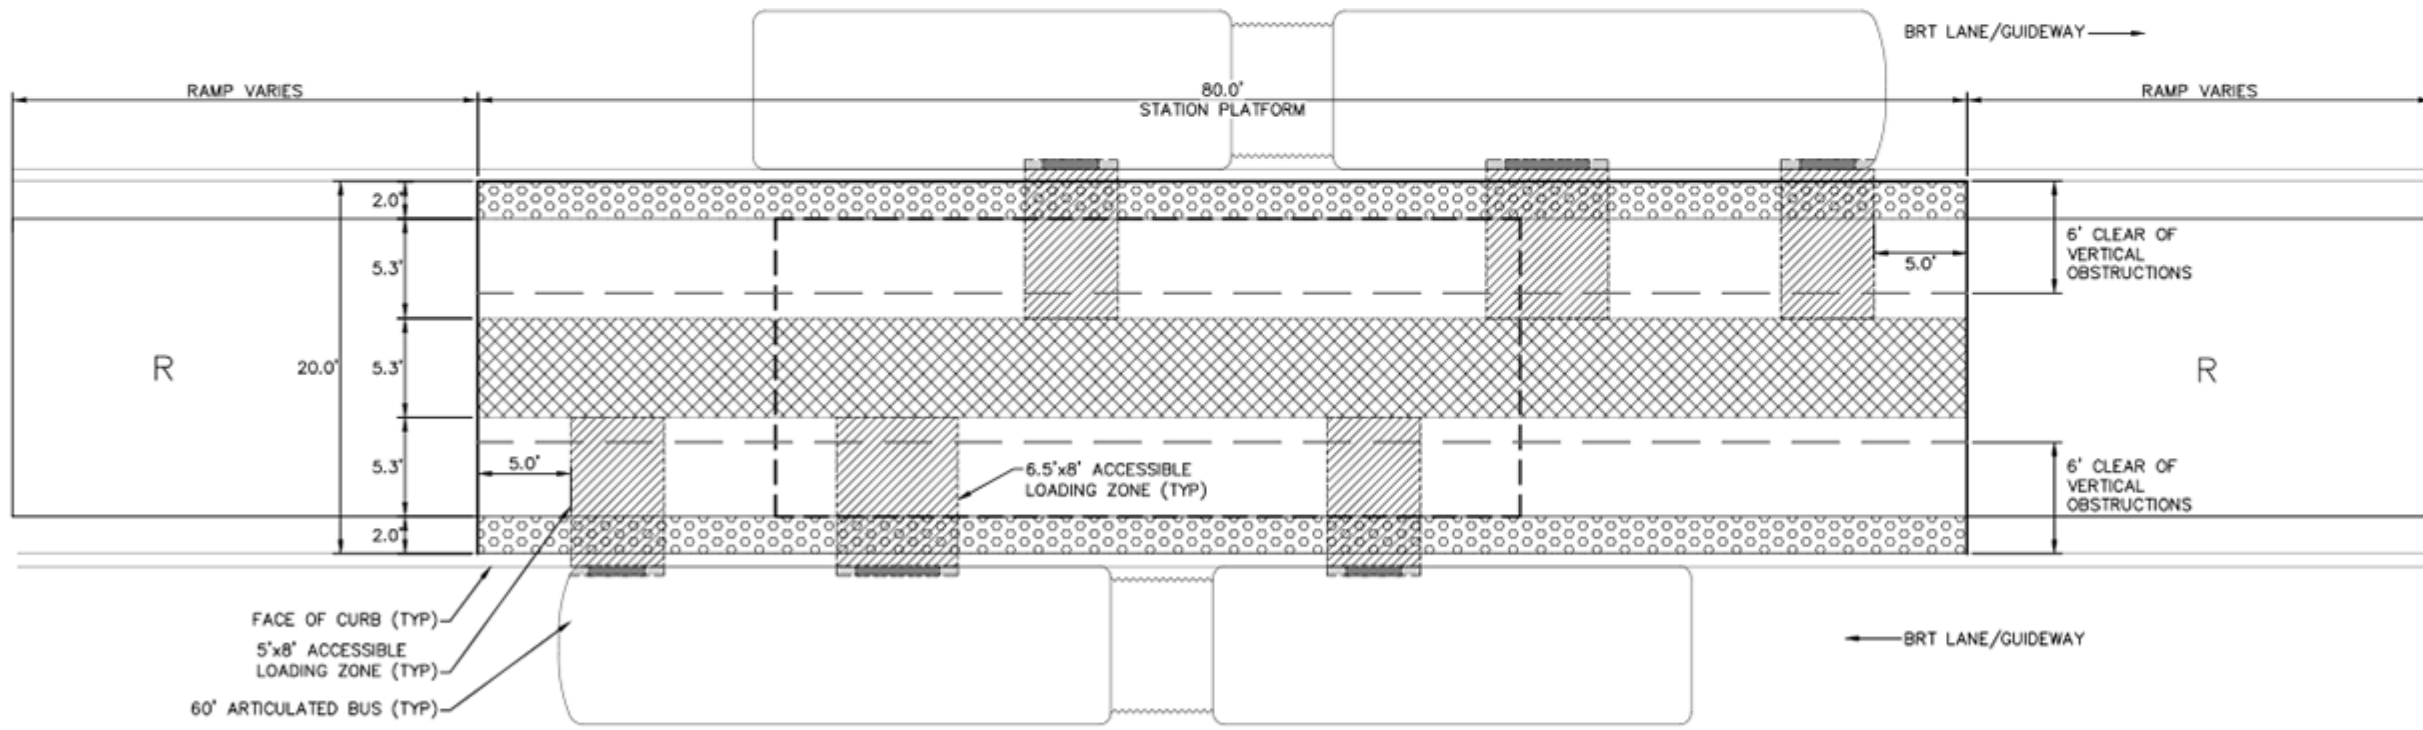 BRT LANE/GUIDEWAY
RAMP VARIES
80.0'
STATION PLATFORM
RAMP VARIES
2.0'
5.3'
5.3'
5.3'
2.0'
20.0'
R
R
6' CLEAR OF
VERTICAL
OBSTRUCTIONS
5.0'
5.0'
6.5'x8' ACCESSIBLE
LOADING ZONE (TYP)
6' CLEAR OF
VERTICAL
OBSTRUCTIONS
FACE OF CURB (TYP)
5'x8' ACCESSIBLE
LOADING ZONE (TYP)
60' ARTICULATED BUS (TYP)
BRT LANE/GUIDEWAY